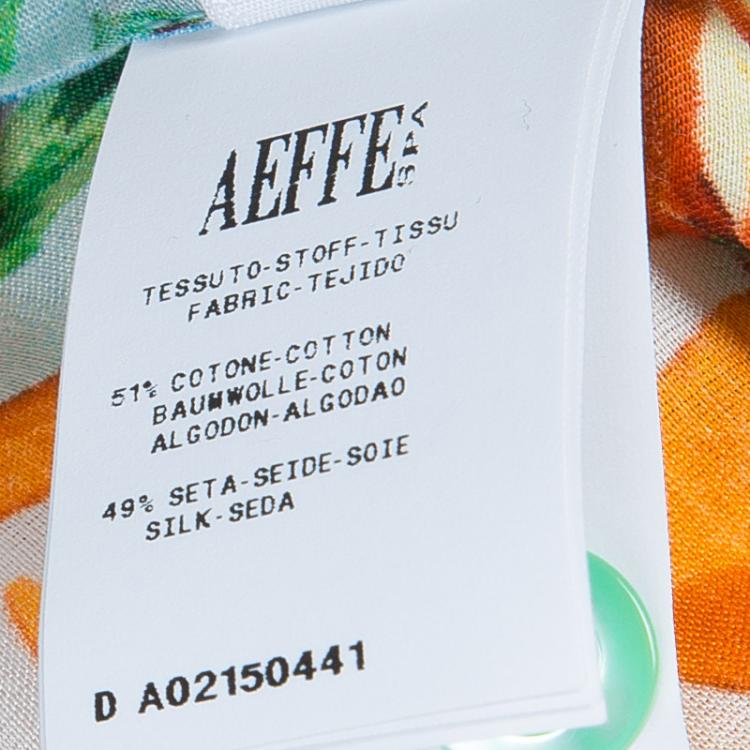 AEFFE SPA
TESSUTO-STOFF-TISSU
FABRIC-TEJIDO
51% COTONE-COTTON
BAUMWOLLE-COTON
ALGODON-ALGODAO
49% SETA-SEIDE-SOIE
SILK-SEDA
D A02150441